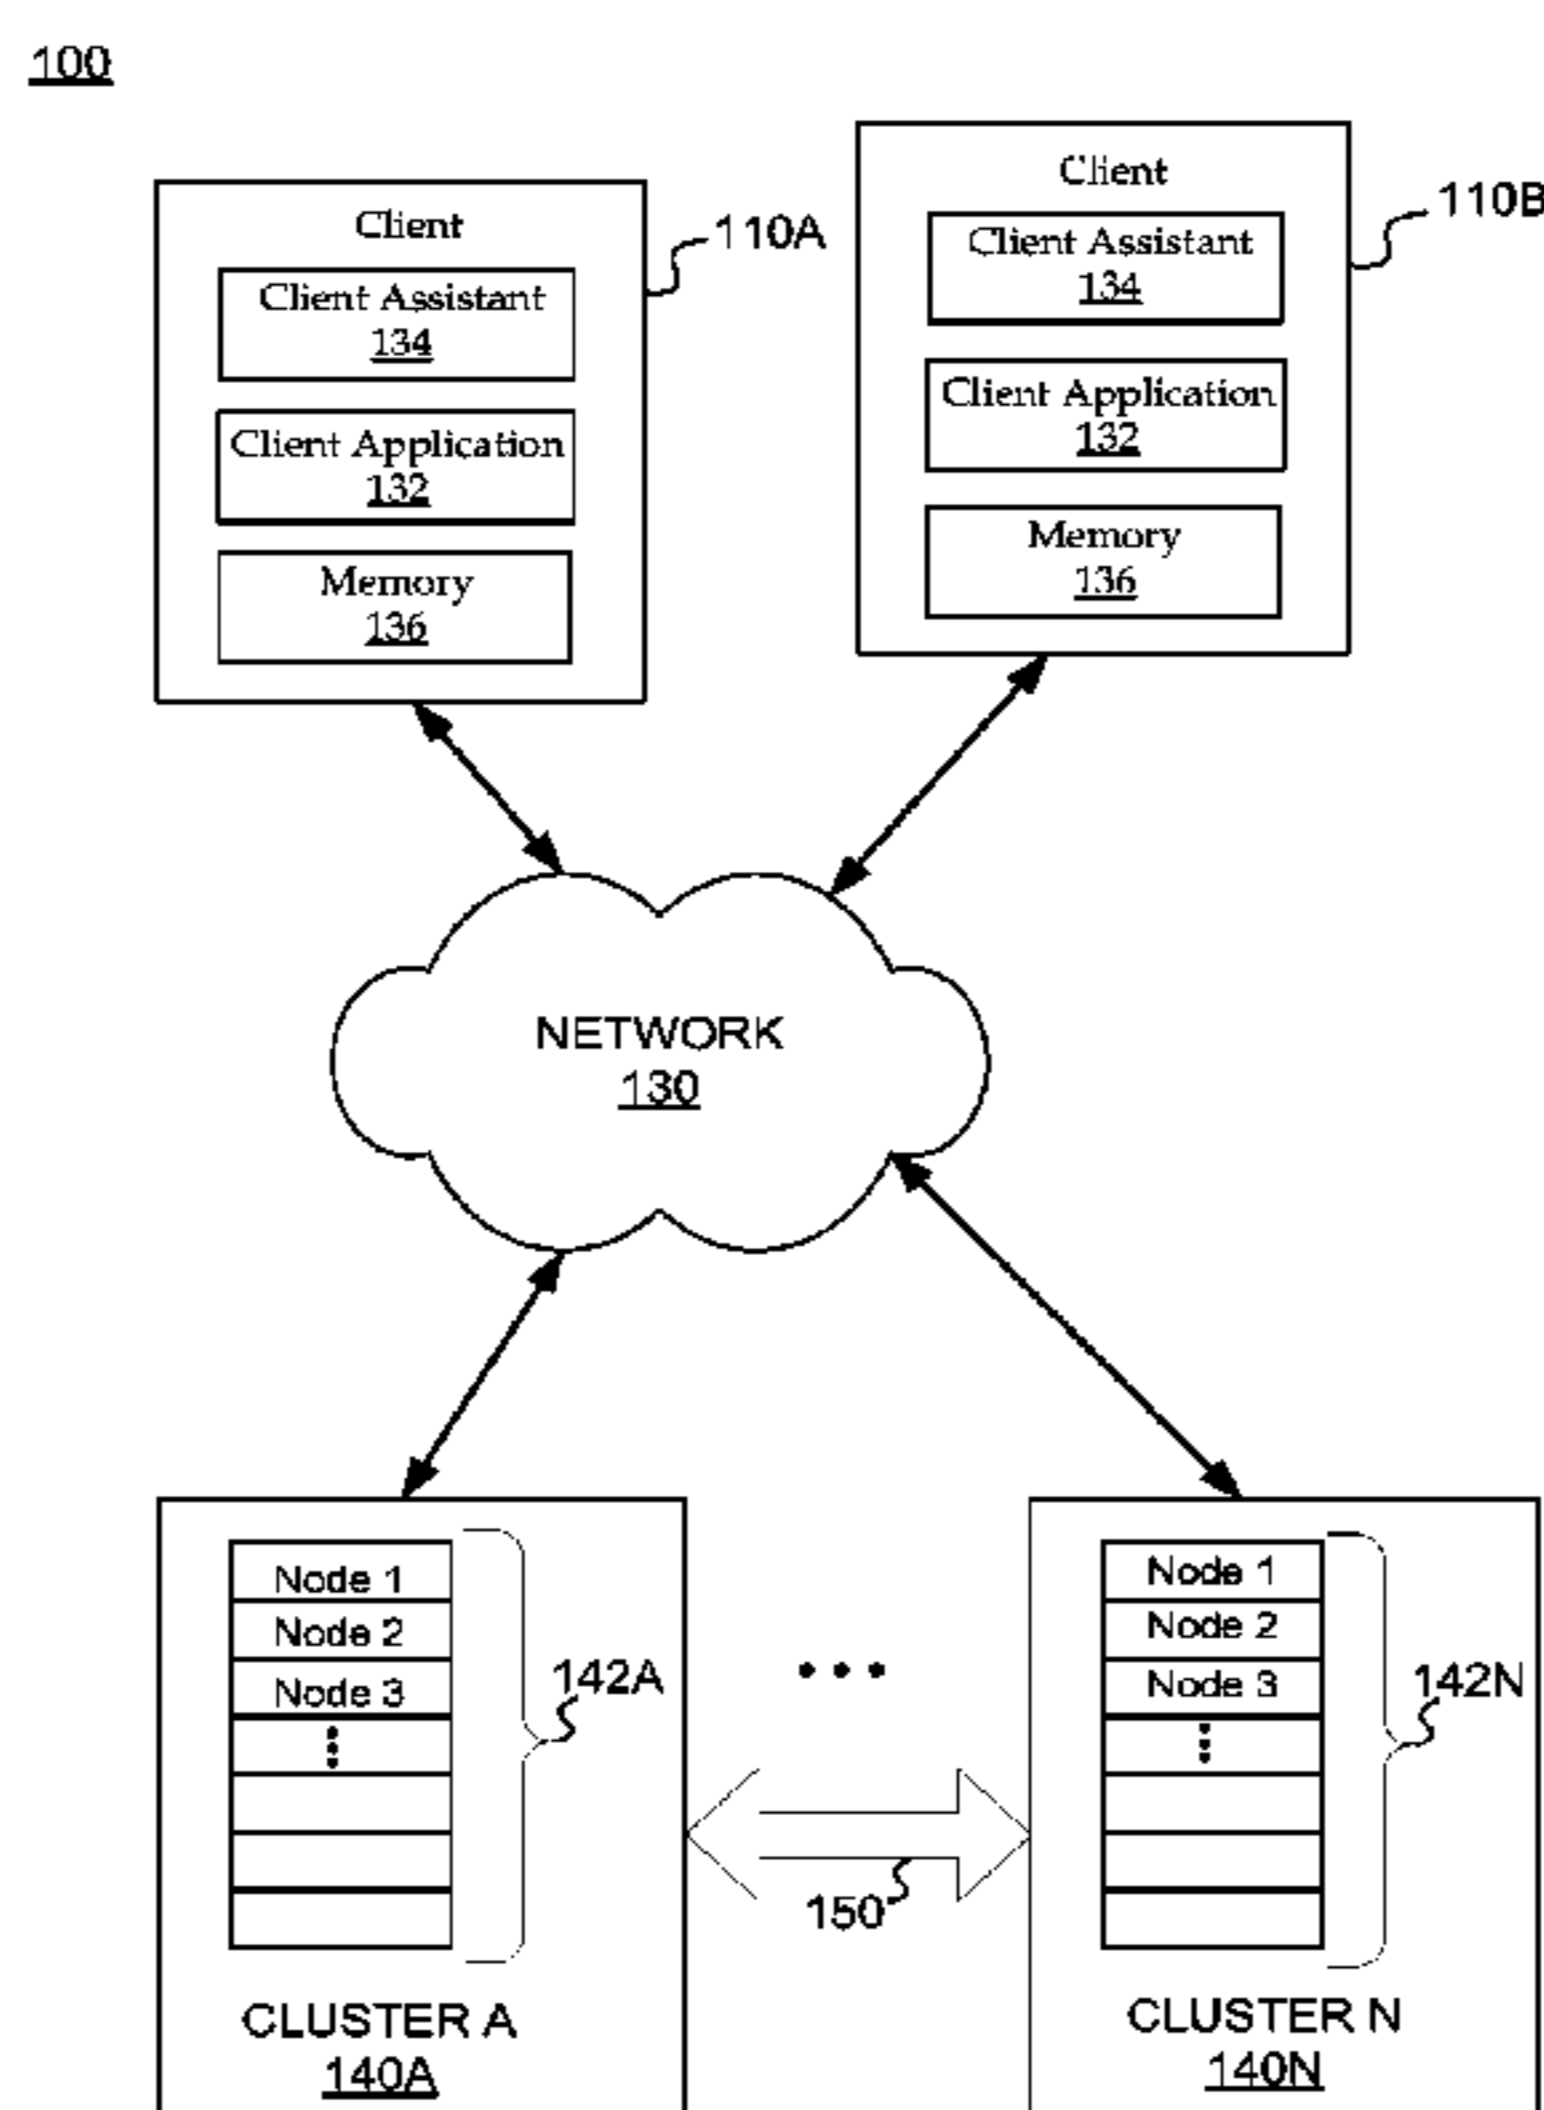 100
Client
110A
Client Assistant
134
Client Application
132
Memory
136
Client
110B
Client Assistant
134
Client Application
132
Memory
136
NETWORK
130
Node 1
Node 2
Node 3
142A
CLUSTER A
140A
150
Node 1
Node 2
Node 3
142N
CLUSTER N
140N